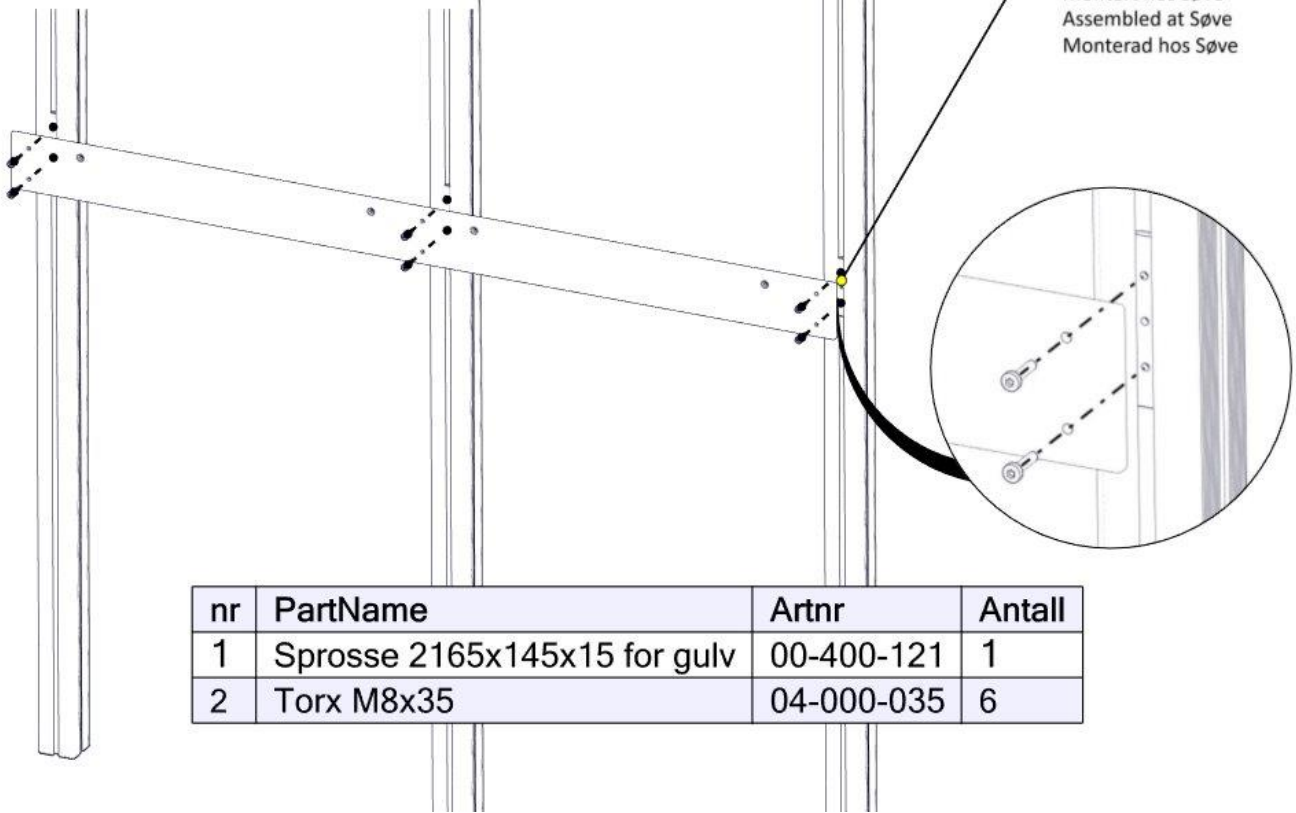 Assembled at Søve
Monterad hos Søve
nr PartName Artnr Antall
1 Sprosse 2165x145x15 for gulv 00-400-121 1
2 Torx M8x35 04-000-035 6